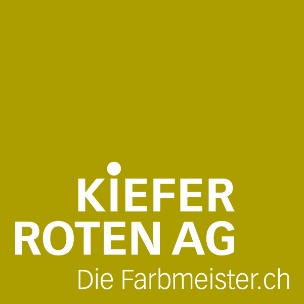 KiEFER
ROTEN AG
Die Farbmeister.ch